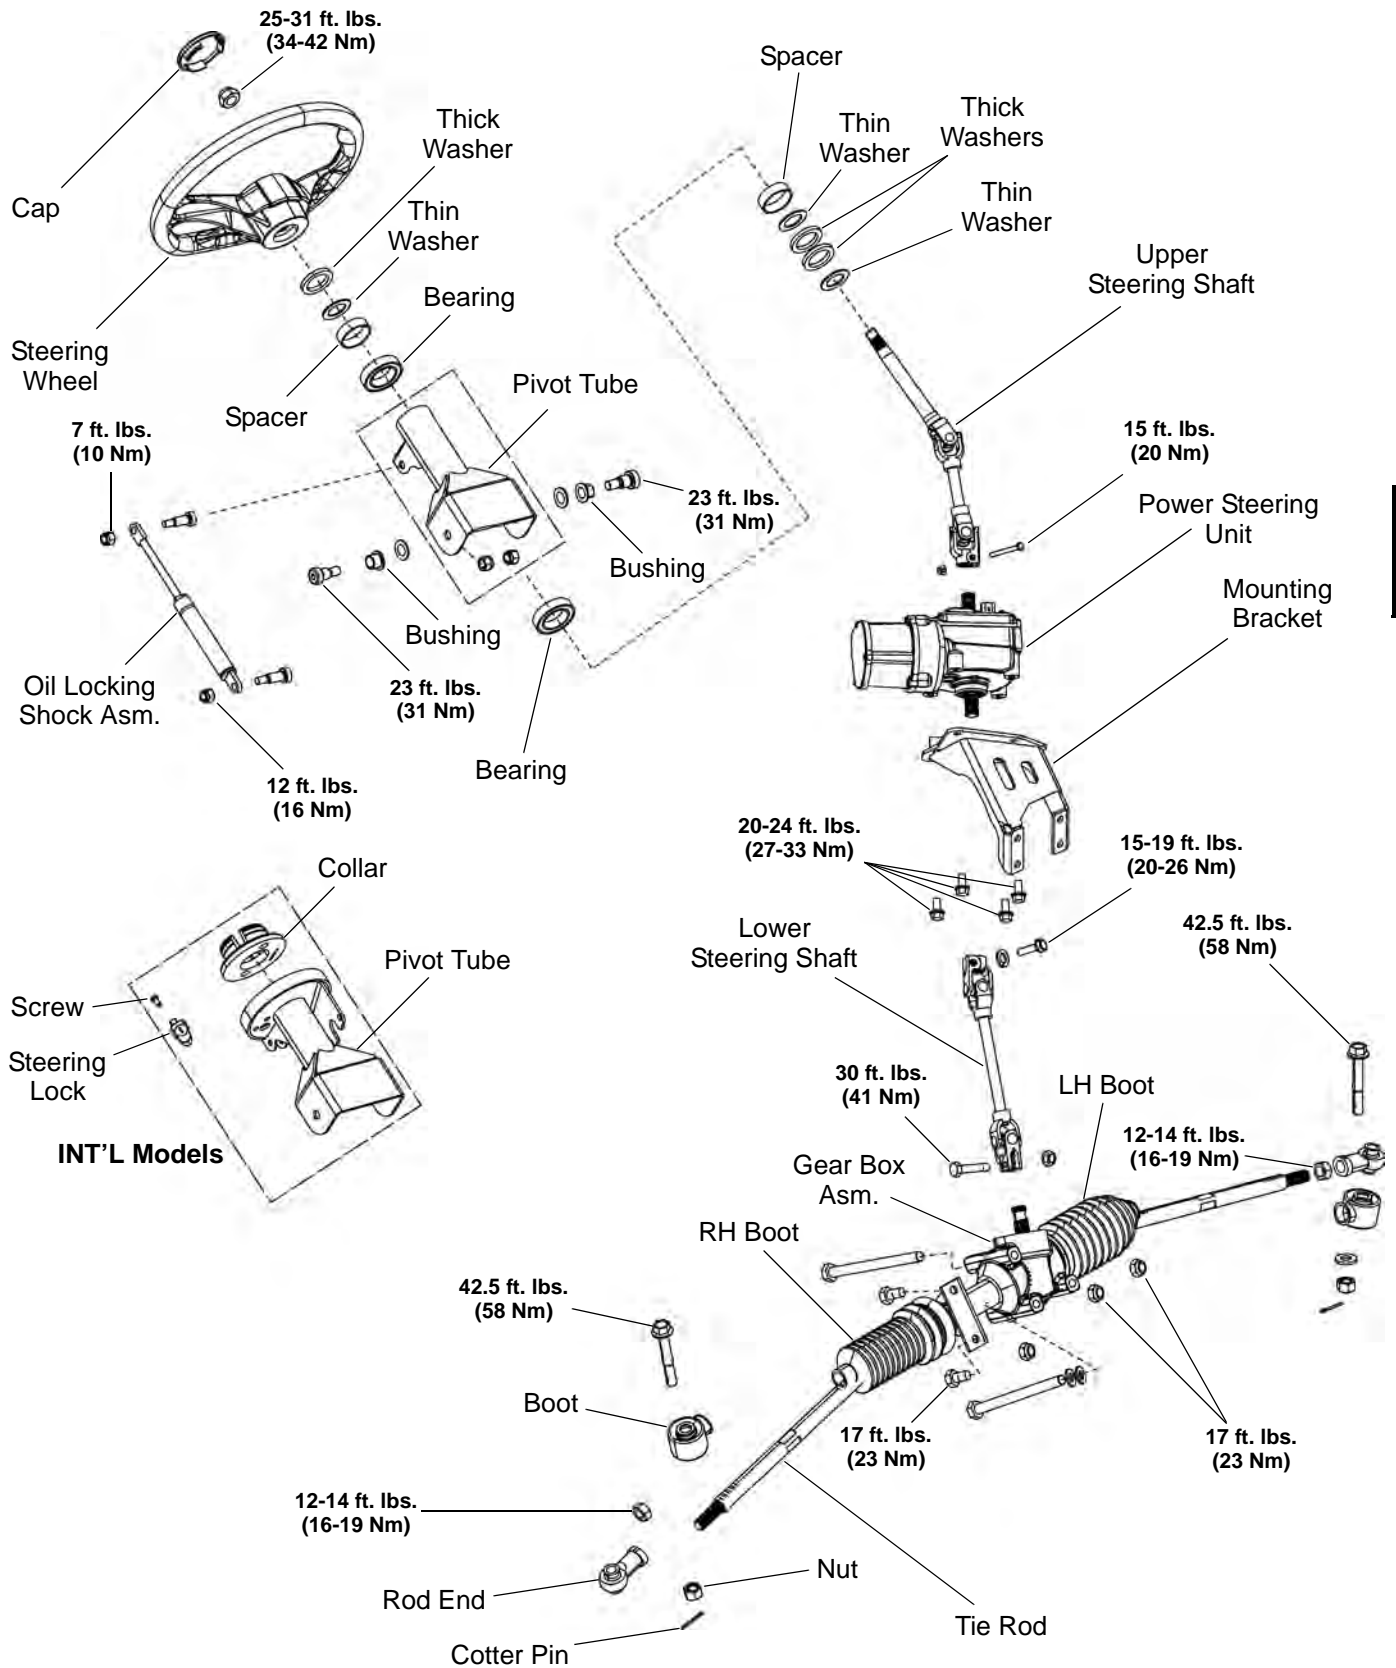 25-31 ft. lbs.
(34-42 Nm)
Cap
Thick
Washer
Thin
Washer
Bearing
Steering
Wheel
Spacer
Pivot Tube
7 ft. lbs.
(10 Nm)
23 ft. lbs.
(31 Nm)
Bushing
Bushing
23 ft. lbs.
(31 Nm)
Oil Locking
Shock Asm.
12 ft. lbs.
(16 Nm)
Bearing
Spacer
Thin
Washer
Thick
Washers
Thin
Washer
Upper
Steering Shaft
15 ft. lbs.
(20 Nm)
Power Steering
Unit
Mounting
Bracket
20-24 ft. lbs.
(27-33 Nm)
15-19 ft. lbs.
(20-26 Nm)
Lower
Steering Shaft
42.5 ft. lbs.
(58 Nm)
Collar
Pivot Tube
Screw
Steering
Lock
INT'L Models
30 ft. lbs.
(41 Nm)
LH Boot
12-14 ft. lbs.
(16-19 Nm)
Gear Box
Asm.
RH Boot
42.5 ft. lbs.
(58 Nm)
Boot
17 ft. lbs.
(23 Nm)
17 ft. lbs.
(23 Nm)
12-14 ft. lbs.
(16-19 Nm)
Rod End
Nut
Cotter Pin
Tie Rod